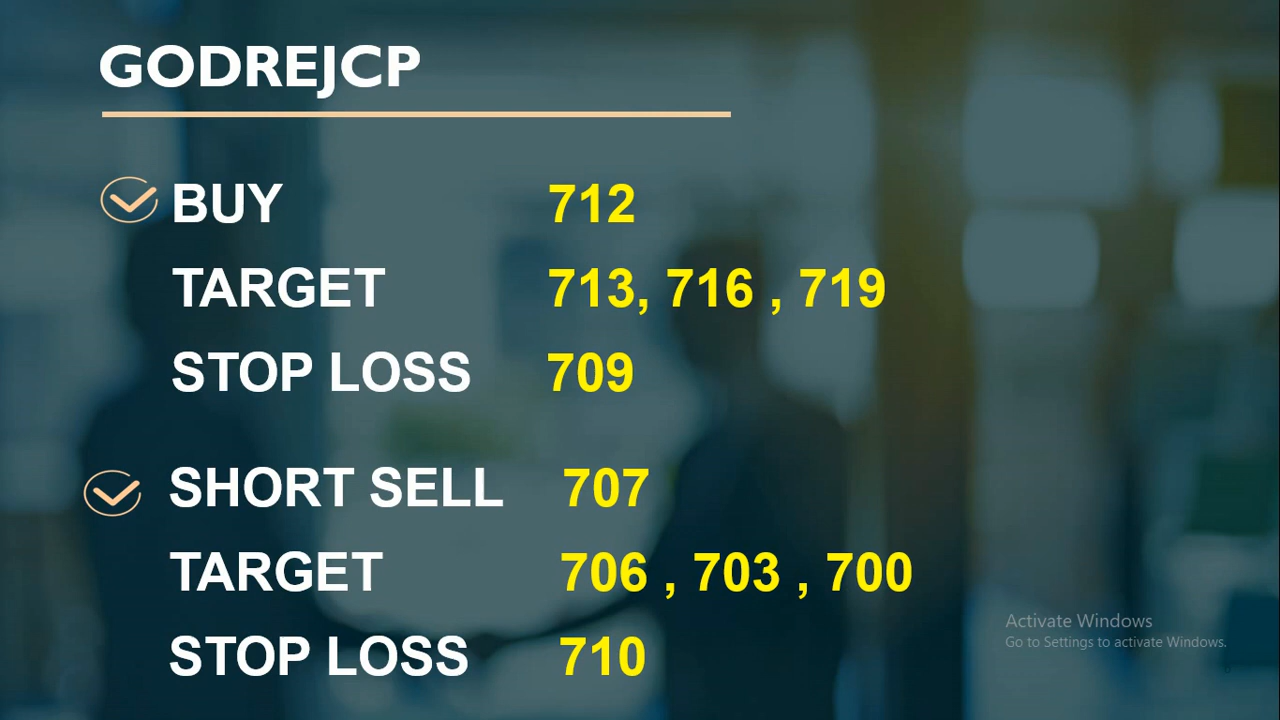 GODREJCP
BUY 712
TARGET 713, 716 , 719
STOP LOSS 709
SHORT SELL 707
TARGET 706 , 703 , 700
STOP LOSS 710
Activate Windows
Go to Settings to activate Windows.